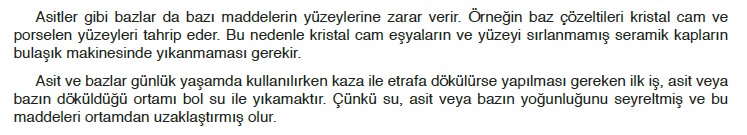 Asitler gibi bazlar da bazı maddelerin yüzeylerine zarar verir. Örneğin baz çözeltileri kristal cam ve
porselen yüzeyleri tahrip eder. Bu nedenle kristal cam eşyaların ve yüzeyi sırlanmamış seramik kapların
bulaşık makinesinde yıkanmaması gerekir.
Asit ve bazlar günlük yaşamda kullanılırken kaza ile etrafa dökülürse yapılması gereken ilk iş, asit veya
bazın döküldüğü ortamı bol su ile yıkamaktır. Çünkü su, asit veya bazın yoğunluğunu seyreltmiş ve bu
maddeleri ortamdan uzaklaştırmış olur.